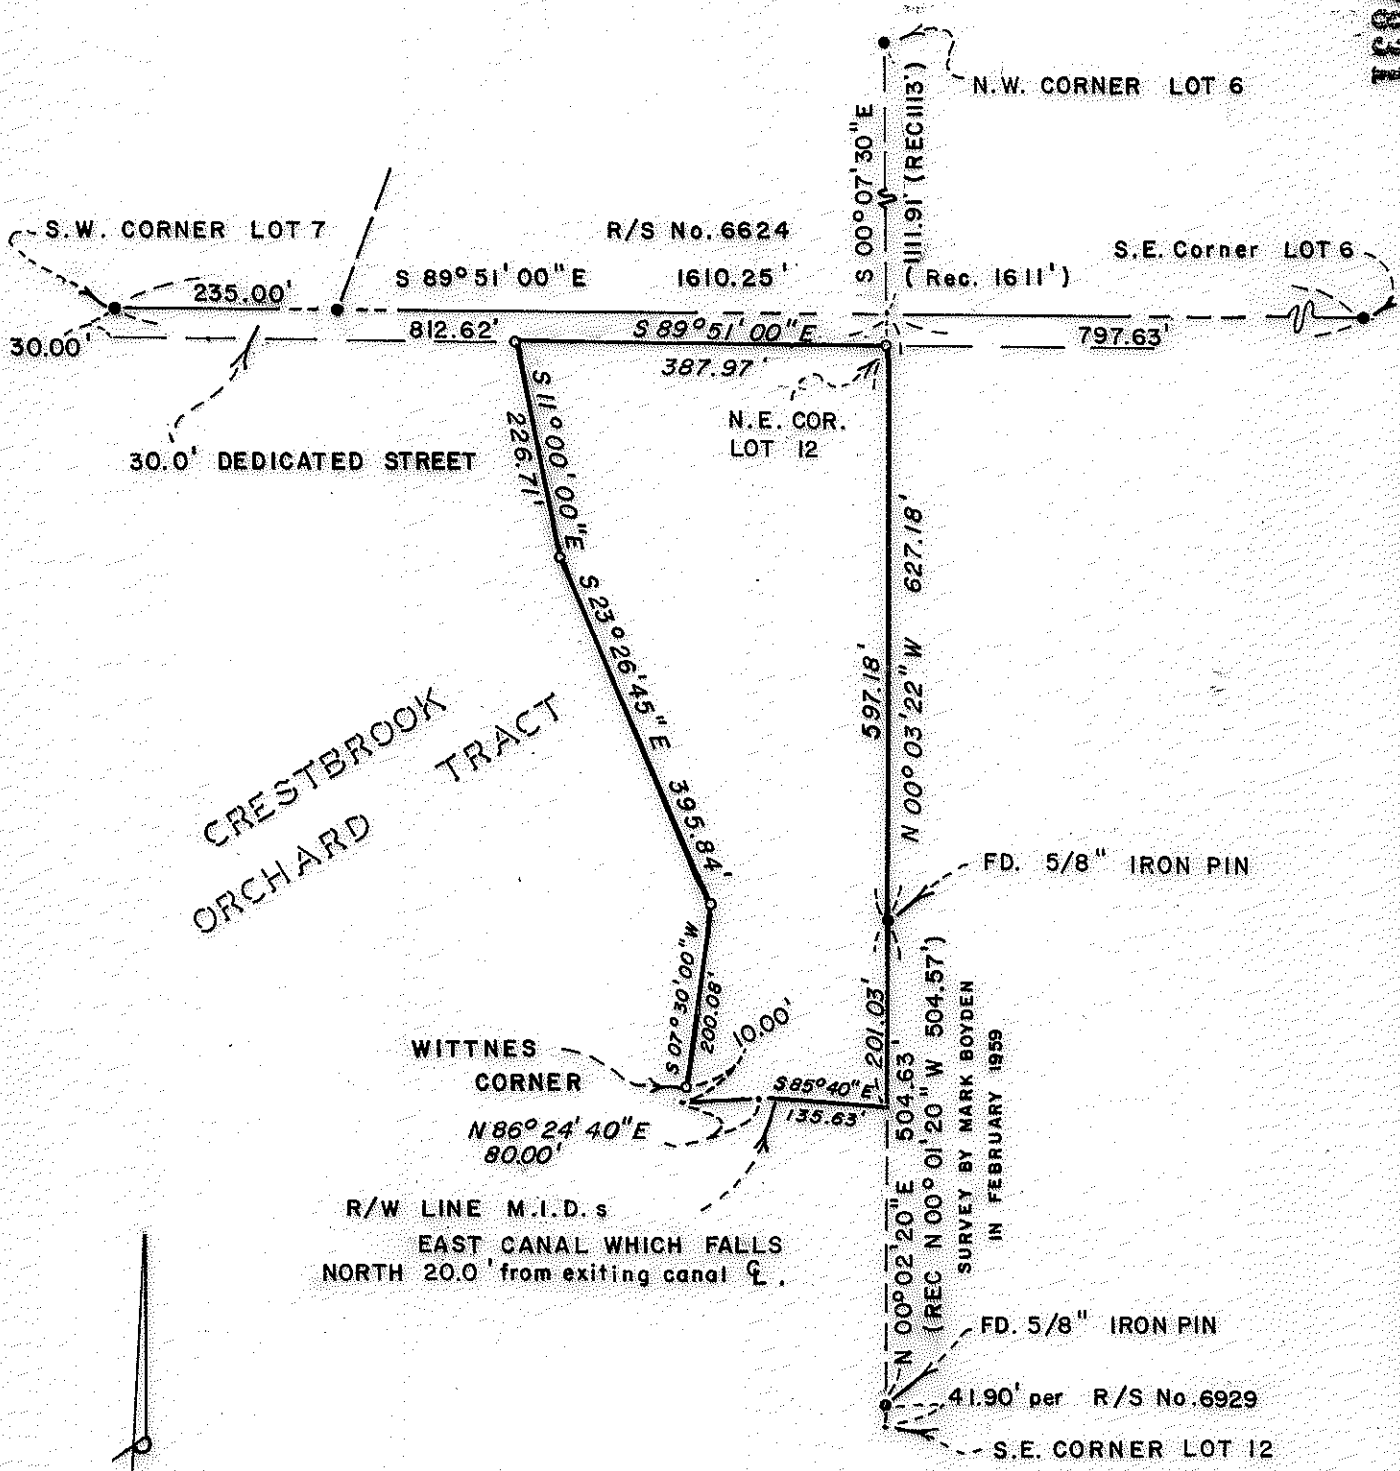 831
N.W. CORNER LOT 6
S 00° 07' 30" E
1111.91' (REC 1113')
S.W. CORNER LOT 7
R/S No. 6624
S.E. Corner LOT 6
235.00'
S 89° 51' 00" E 1610.25' (Rec. 1611')
30.00'
812.62'
S 89° 51' 00" E
797.63'
387.97'
N.E. COR.
LOT 12
30.0' DEDICATED STREET
S 11° 00' 00" E
226.71'
S 23° 26' 45" E 395.84'
597.18'
N 00° 03' 22" W 627.18'
CRESTBROOK
ORCHARD TRACT
FD. 5/8" IRON PIN
S 07° 30' 00" W
200.08'
10.00'
WITTNES
CORNER
S 85° 40" E
135.63'
201.03'
N 86° 24' 40" E
80.00'
R/W LINE M.I.D. s
EAST CANAL WHICH FALLS
NORTH 20.0' from exiting canal ℄.
N 00° 02' 20" E 504.63'
(REC N 00° 01' 20" W 504.57')
SURVEY BY MARK BOYDEN
IN FEBRUARY 1959
FD. 5/8" IRON PIN
41.90' per R/S No. 6929
S.E. CORNER LOT 12